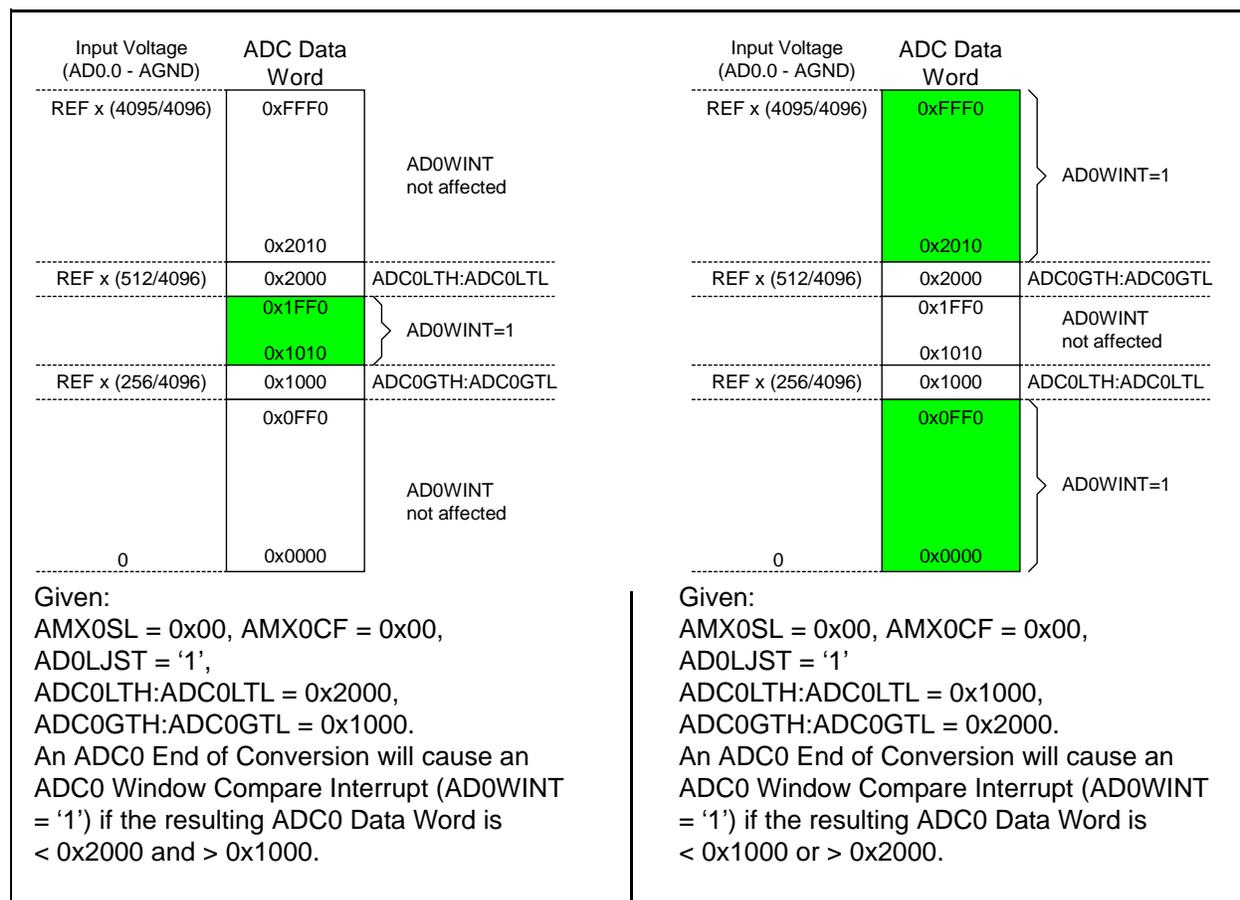 Input Voltage
(AD0.0 - AGND)
ADC Data
Word
REF x (4095/4096)
0xFFF0
AD0WINT
not affected
0x2010
REF x (512/4096)
0x2000
ADC0LTH:ADC0LTL
0x1FF0
AD0WINT=1
0x1010
REF x (256/4096)
0x1000
ADC0GTH:ADC0GTL
0x0FF0
AD0WINT
not affected
0
0x0000
Given:
AMX0SL = 0x00, AMX0CF = 0x00,
AD0LJST = ‘1’,
ADC0LTH:ADC0LTL = 0x2000,
ADC0GTH:ADC0GTL = 0x1000.
An ADC0 End of Conversion will cause an
ADC0 Window Compare Interrupt (AD0WINT
= ‘1’) if the resulting ADC0 Data Word is
< 0x2000 and > 0x1000.
Input Voltage
(AD0.0 - AGND)
ADC Data
Word
REF x (4095/4096)
0xFFF0
AD0WINT=1
0x2010
REF x (512/4096)
0x2000
ADC0GTH:ADC0GTL
0x1FF0
AD0WINT
not affected
0x1010
REF x (256/4096)
0x1000
ADC0LTH:ADC0LTL
0x0FF0
AD0WINT=1
0
0x0000
Given:
AMX0SL = 0x00, AMX0CF = 0x00,
AD0LJST = ‘1’
ADC0LTH:ADC0LTL = 0x1000,
ADC0GTH:ADC0GTL = 0x2000.
An ADC0 End of Conversion will cause an
ADC0 Window Compare Interrupt (AD0WINT
= ‘1’) if the resulting ADC0 Data Word is
< 0x1000 or > 0x2000.